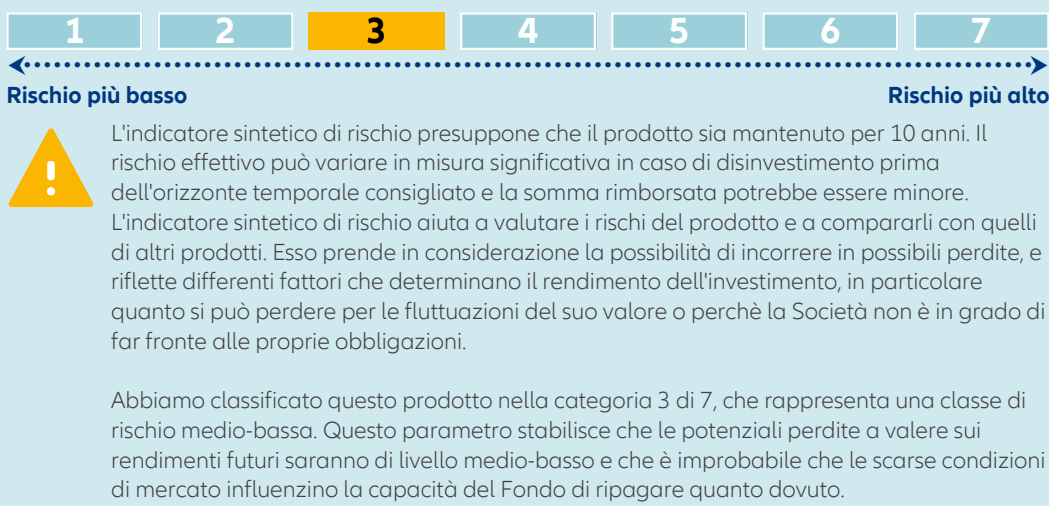 1 2 3 4 5 6 7
Rischio più basso Rischio più alto
L'indicatore sintetico di rischio presuppone che il prodotto sia mantenuto per 10 anni. Il
rischio effettivo può variare in misura significativa in caso di disinvestimento prima
dell'orizzonte temporale consigliato e la somma rimborsata potrebbe essere minore.
L'indicatore sintetico di rischio aiuta a valutare i rischi del prodotto e a compararli con quelli
di altri prodotti. Esso prende in considerazione la possibilità di incorrere in possibili perdite, e
riflette differenti fattori che determinano il rendimento dell'investimento, in particolare
quanto si può perdere per le fluttuazioni del suo valore o perchè la Società non è in grado di
far fronte alle proprie obbligazioni.
Abbiamo classificato questo prodotto nella categoria 3 di 7, che rappresenta una classe di
rischio medio-bassa. Questo parametro stabilisce che le potenziali perdite a valere sui
rendimenti futuri saranno di livello medio-basso e che è improbabile che le scarse condizioni
di mercato influenzino la capacità del Fondo di ripagare quanto dovuto.